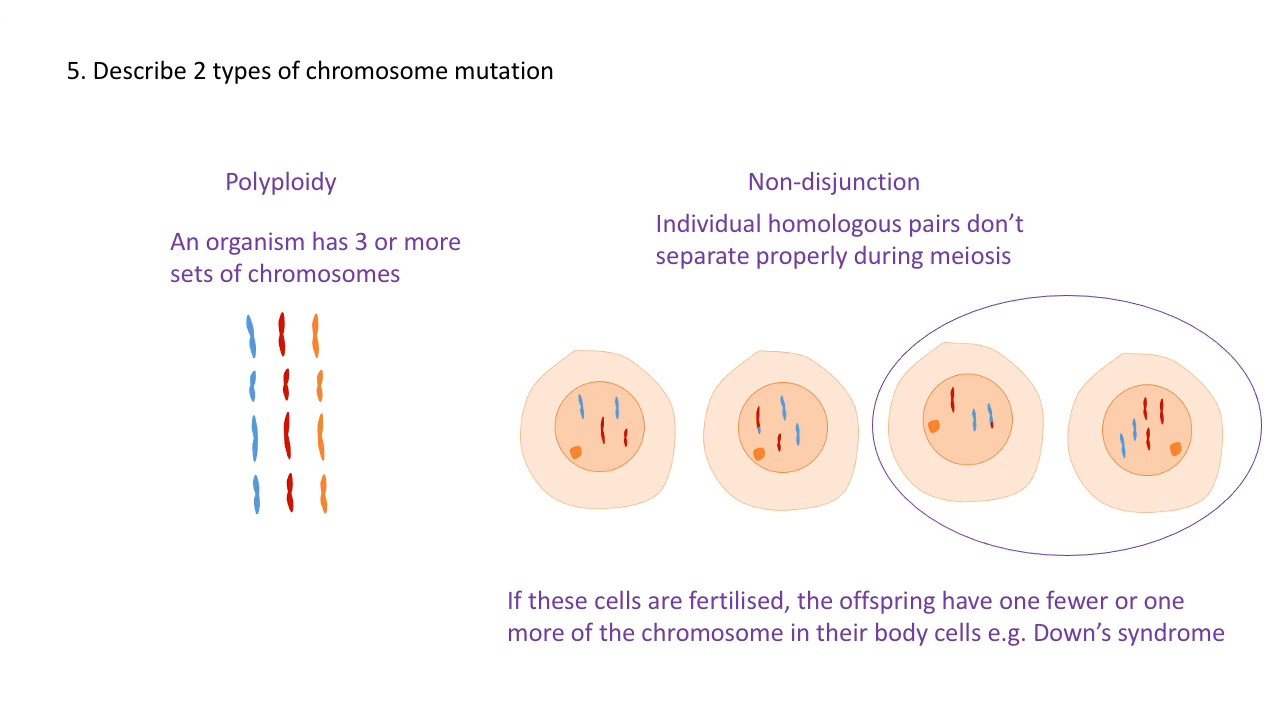 5. Describe 2 types of chromosome mutation
Polyploidy
An organism has 3 or more
sets of chromosomes
Non-disjunction
Individual homologous pairs don’t
separate properly during meiosis
If these cells are fertilised, the offspring have one fewer or one
more of the chromosome in their body cells e.g. Down’s syndrome